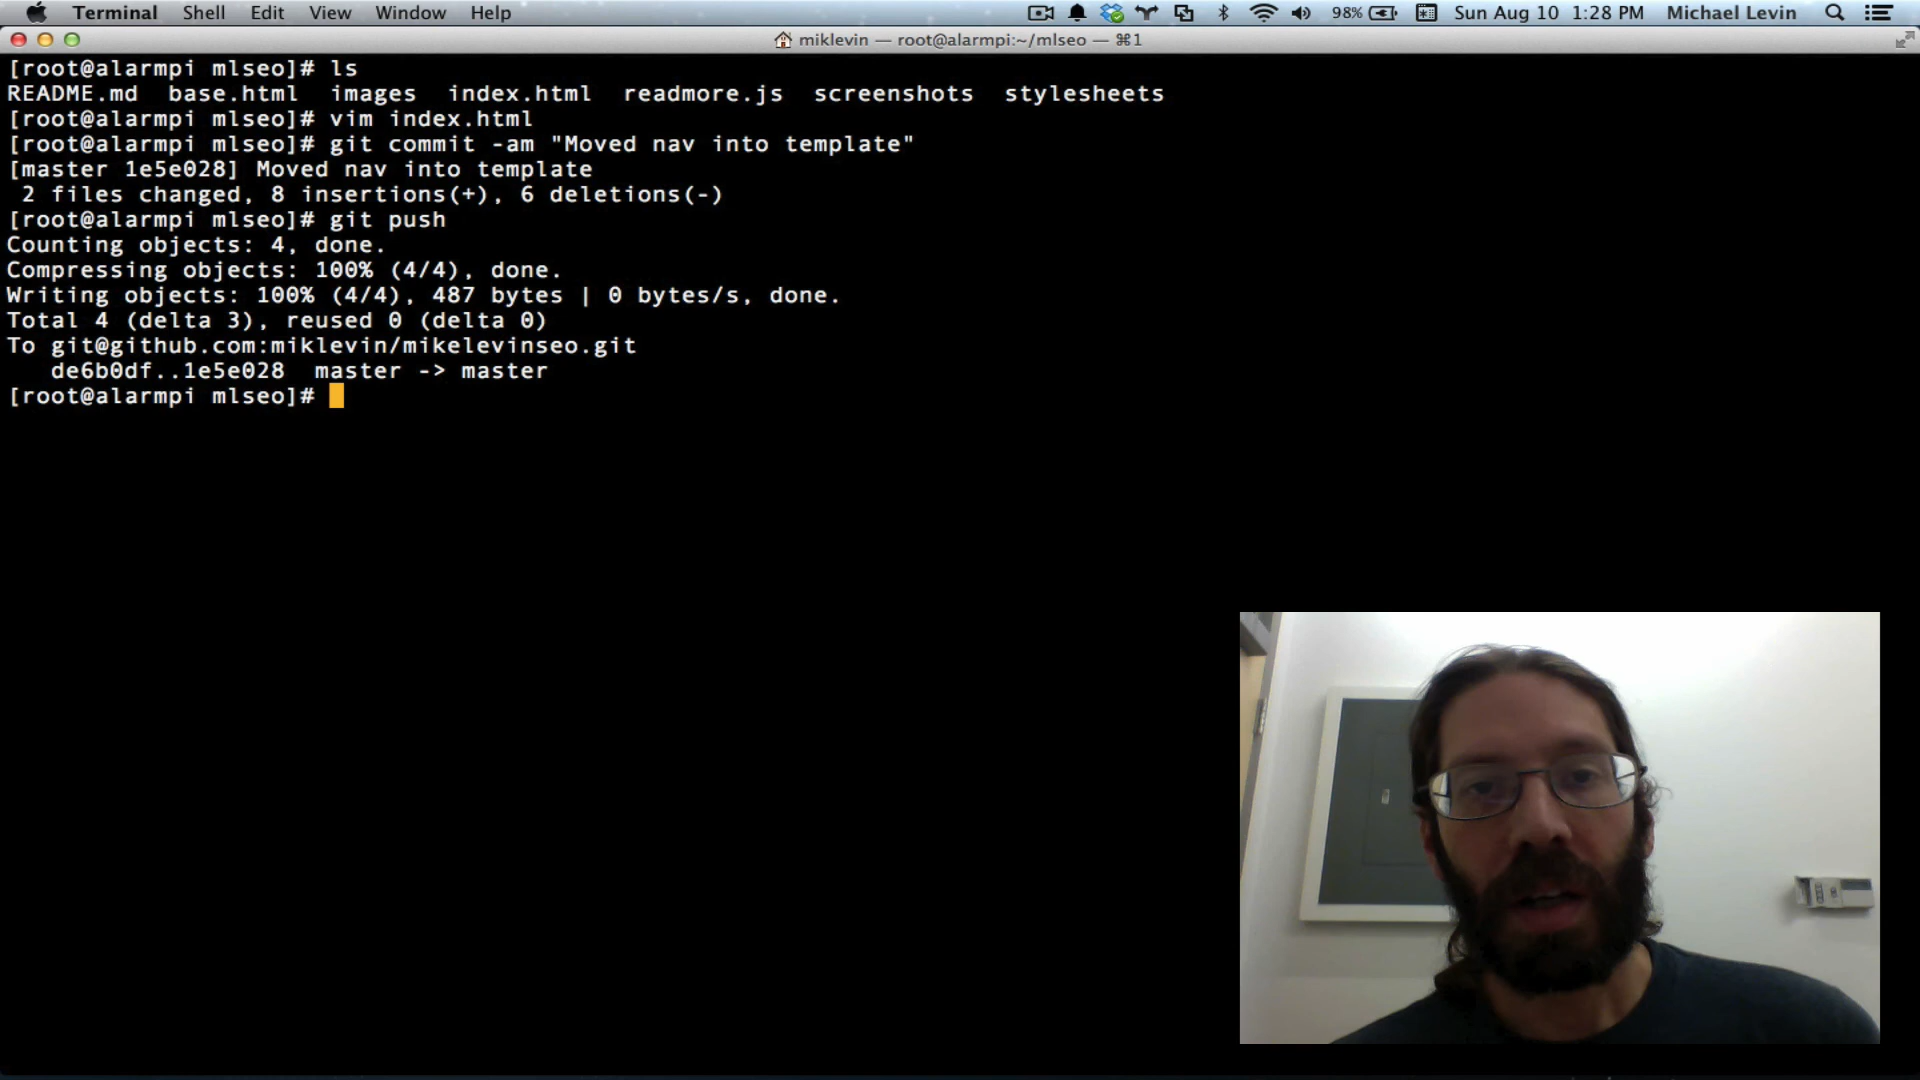 Terminal Shell Edit View Window Help 98% Sun Aug 10 1:28 PM Michael Levin
miklevin — root@alarmpi:~/mlseo — ⌘1
[root@alarmpi mlseo]# ls
README.md base.html images index.html readmore.js screenshots stylesheets
[root@alarmpi mlseo]# vim index.html
[root@alarmpi mlseo]# git commit -am "Moved nav into template"
[master 1e5e028] Moved nav into template
2 files changed, 8 insertions(+), 6 deletions(-)
[root@alarmpi mlseo]# git push
Counting objects: 4, done.
Compressing objects: 100% (4/4), done.
Writing objects: 100% (4/4), 487 bytes | 0 bytes/s, done.
Total 4 (delta 3), reused 0 (delta 0)
To git@github.com:miklevin/mikelevinseo.git
de6b0df..1e5e028 master -> master
[root@alarmpi mlseo]#